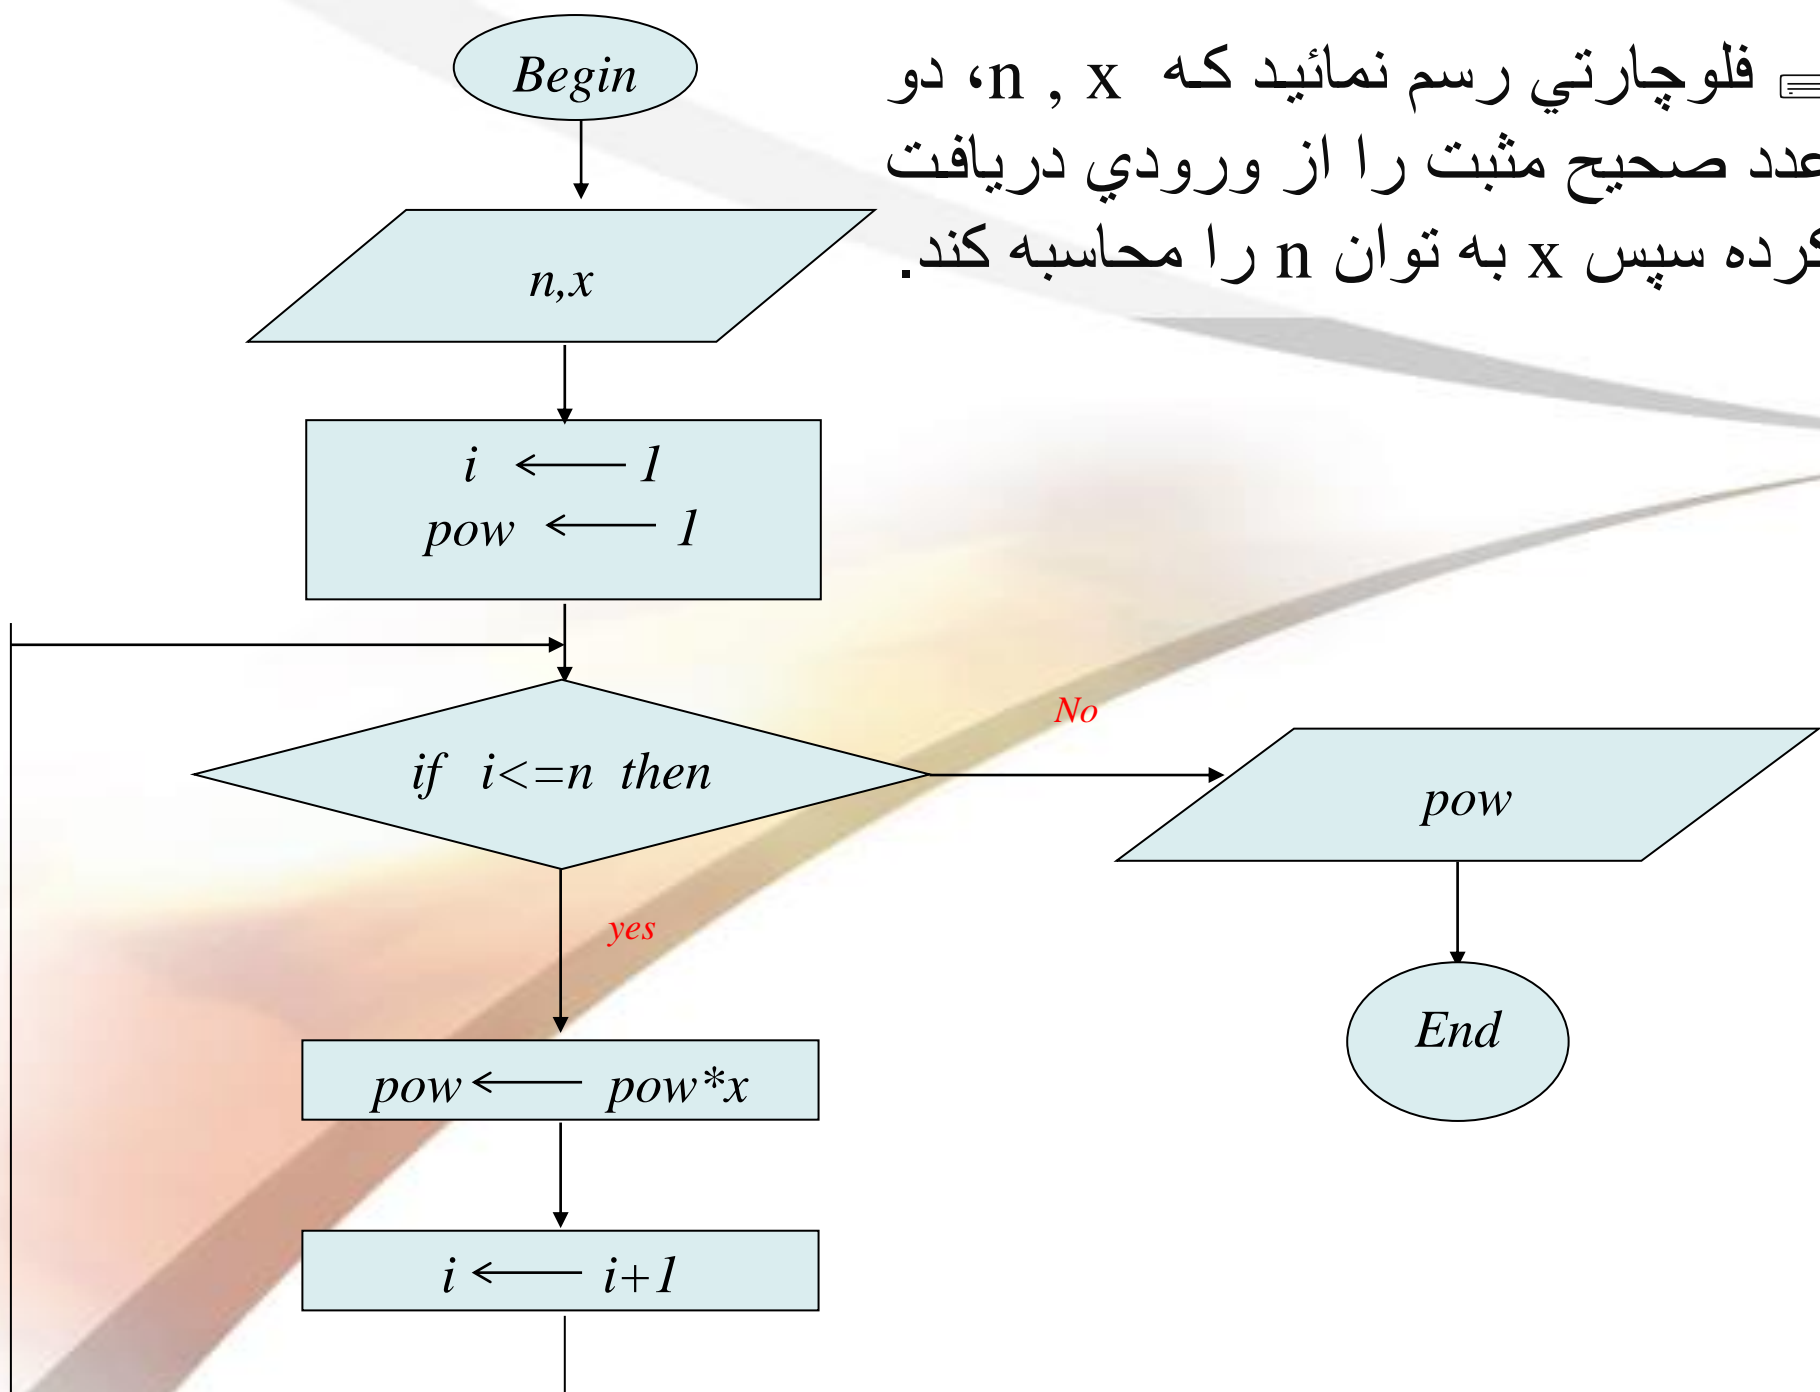 فلوچارتي رسم نمائيد كه n , x، دو
عدد صحيح مثبت را از ورودي دريافت
كرده سپس x به توان n را محاسبه كند.
Begin
n,x
i ← 1
pow ← 1
if i<=n then
No
yes
pow ← pow*x
i ← i+1
pow
End